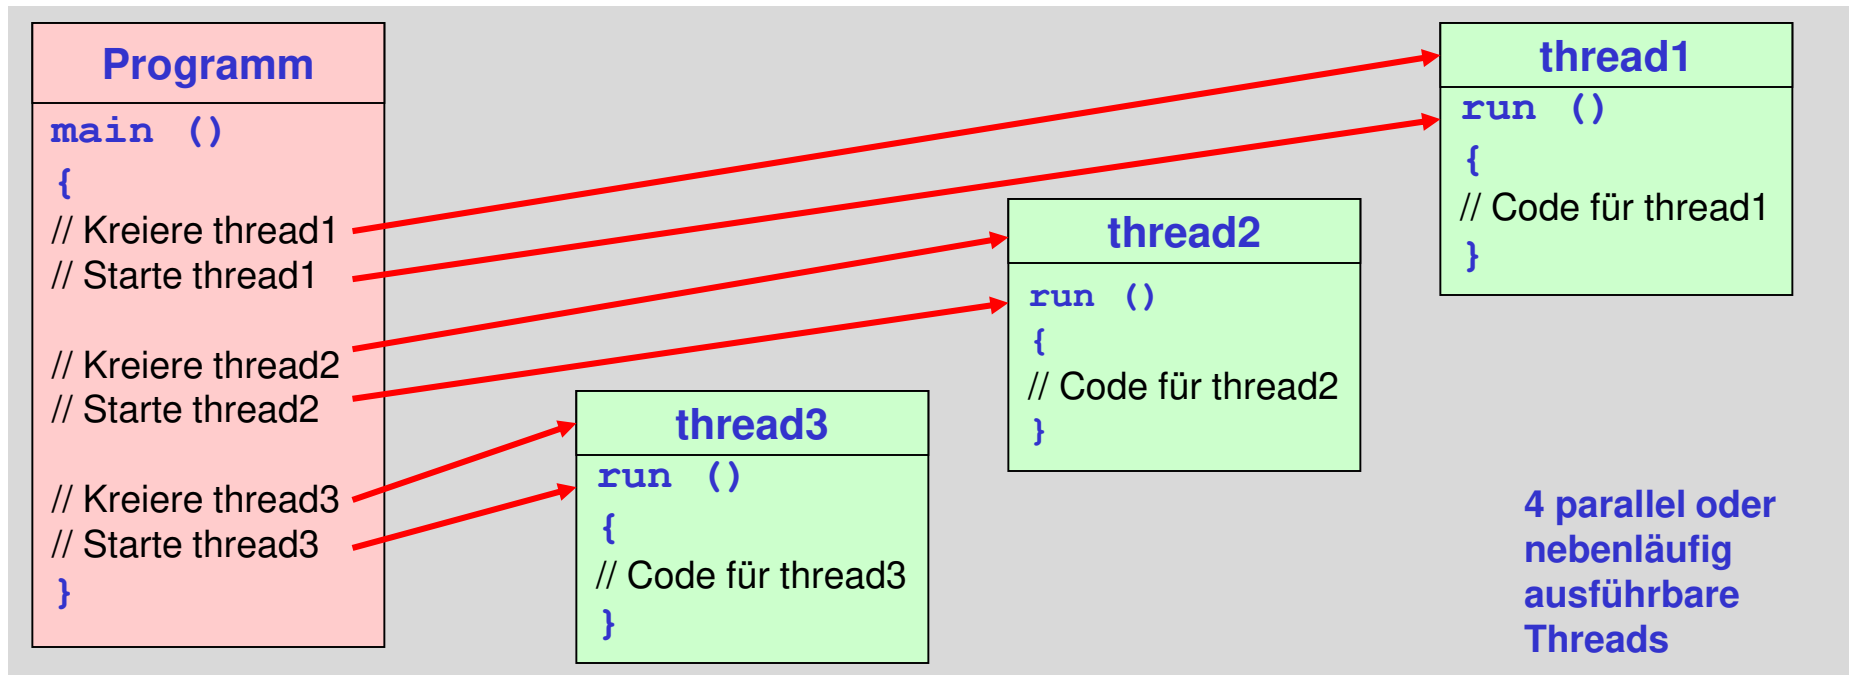 Programm
main ()
{
// Kreiere thread1
// Starte thread1
// Kreiere thread2
// Starte thread2
// Kreiere thread3
// Starte thread3
}
thread3
run ()
{
// Code für thread3
}
thread2
run ()
{
// Code für thread2
}
thread1
run ()
{
// Code für thread1
}
4 parallel oder
nebenläufig
ausführbare
Threads